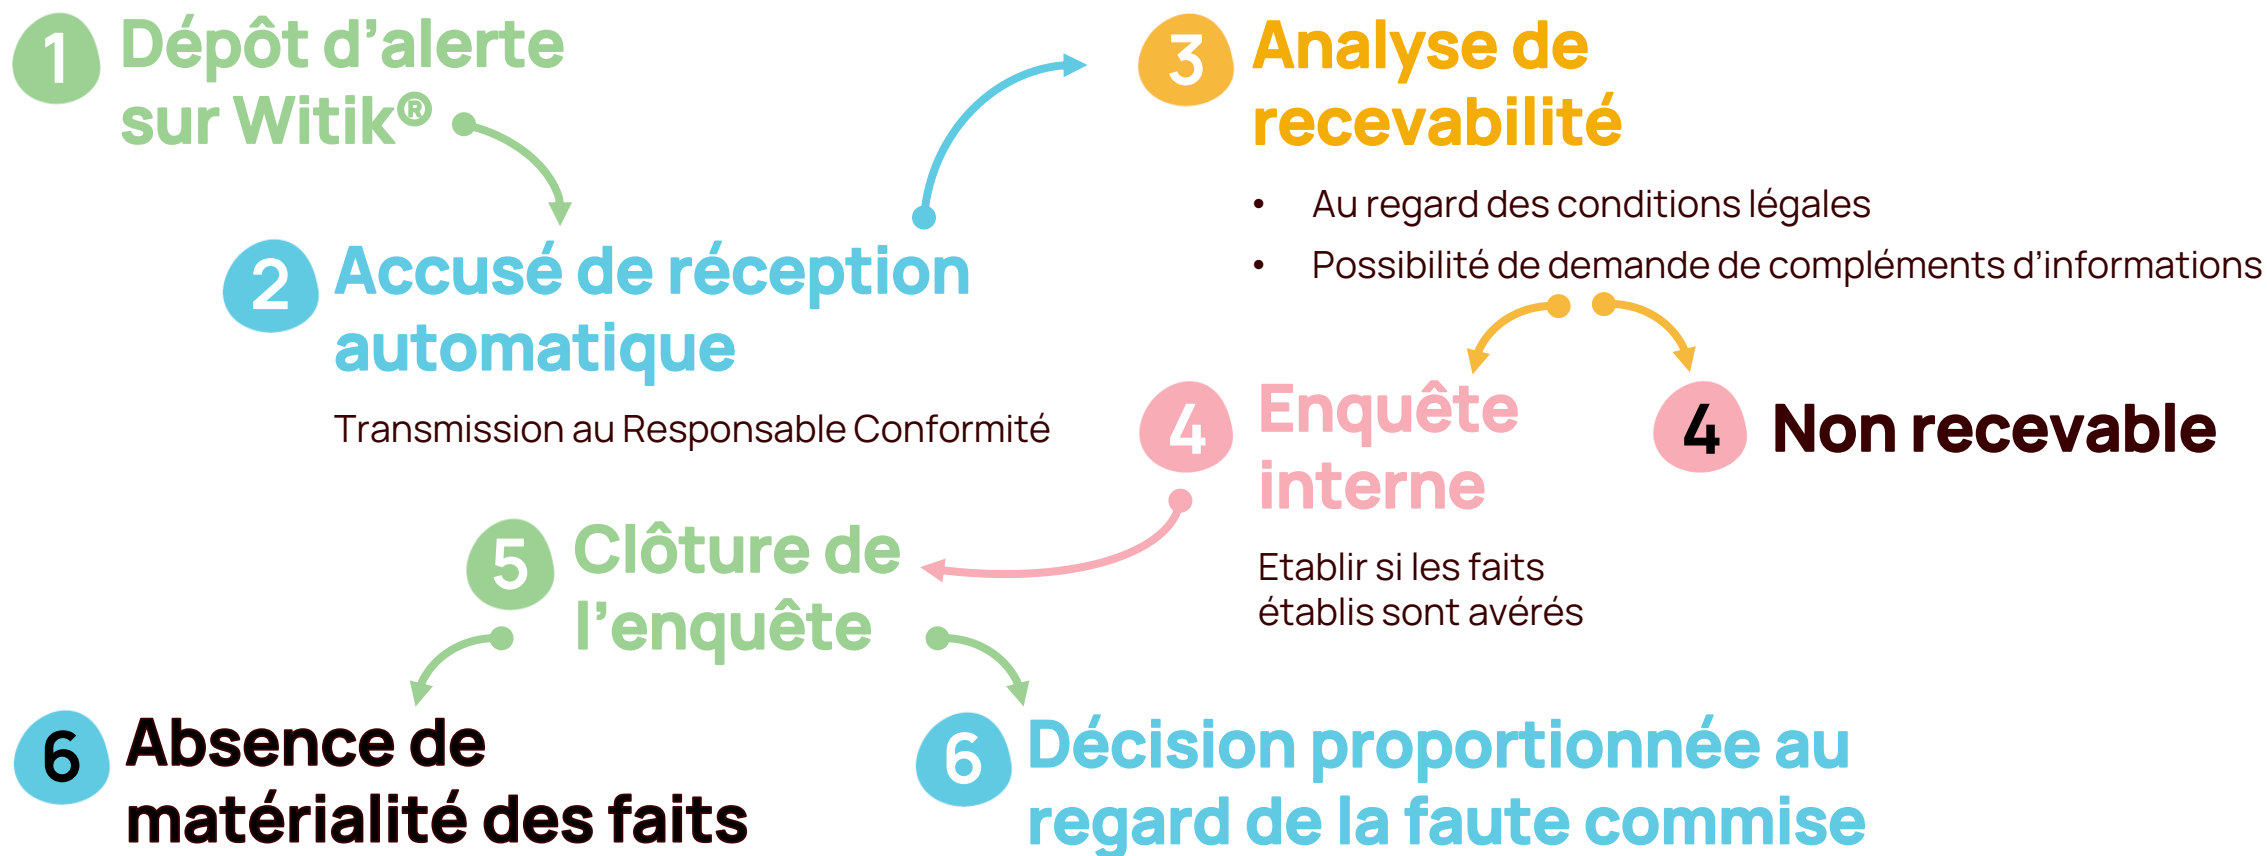 1 Dépôt d’alerte
sur Witik®
2 Accusé de réception
automatique
Transmission au Responsable Conformité
3 Analyse de
recevabilité
• Au regard des conditions légales
• Possibilité de demande de compléments d’informations
4 Enquête
interne
Etablir si les faits
établis sont avérés
4 Non recevable
5 Clôture de
l’enquête
6 Absence de
matérialité des faits
6 Décision proportionnée au
regard de la faute commise